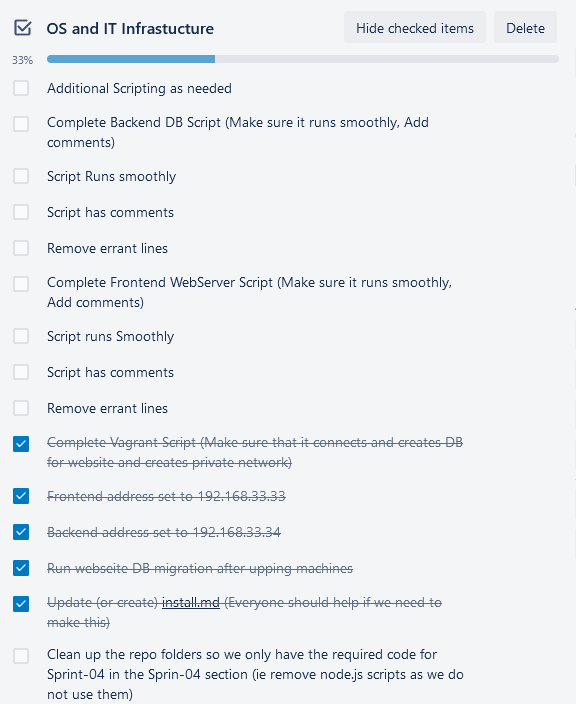 OS and IT Infrastucture
Hide checked items
Delete
33%
Additional Scripting as needed
Complete Backend DB Script (Make sure it runs smoothly, Add
comments)
Script Runs smoothly
Script has comments
Remove errant lines
Complete Frontend WebServer Script (Make sure it runs smoothly,
Add comments)
Script runs Smoothly
Script has comments
Remove errant lines
Complete Vagrant Script (Make sure that it connects and creates DB
for website and creates private network)
Frontend address set to 192.168.33.33
Backend address set to 192.168.33.34
Run webseite DB migration after upping machines
Update (or create) install.md (Everyone should help if we need to
make this)
Clean up the repo folders so we only have the required code for
Sprint-04 in the Sprin-04 section (ie remove node.js scripts as we do
not use them)